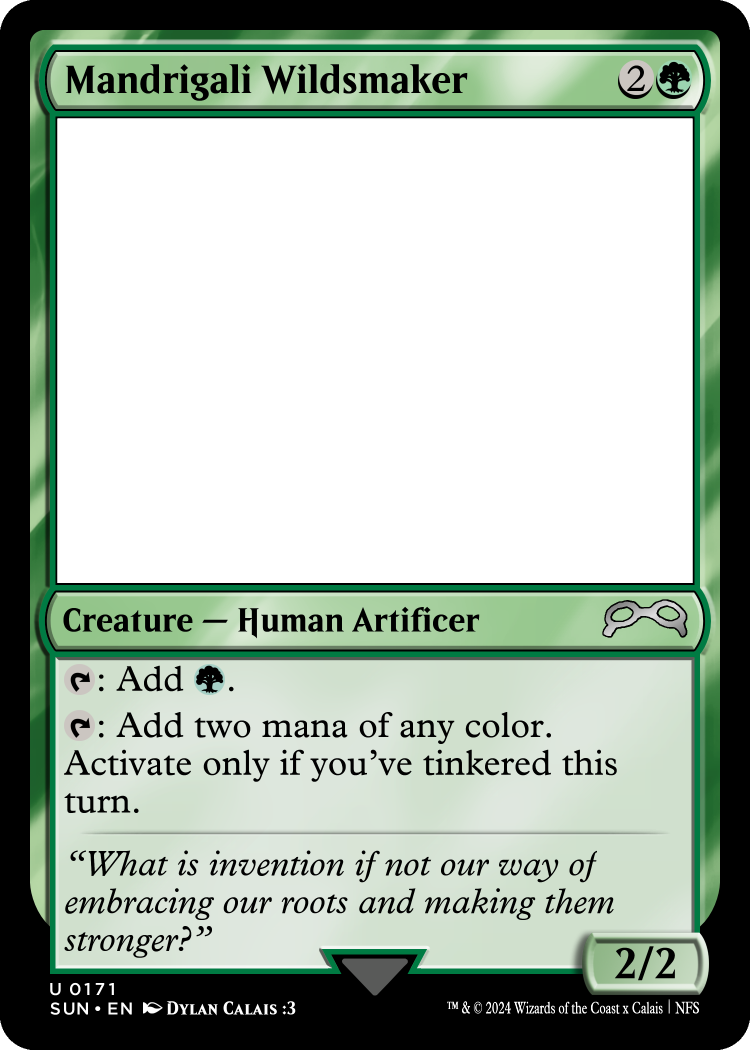 Mandrigali Wildsmaker 2
Creature — Human Artificer
: Add .
: Add two mana of any color.
Activate only if you've tinkered this
turn.
“What is invention if not our way of
embracing our roots and making them
stronger?”
2/2
U 0171
SUN • EN Dylan Calais :3
™ & © 2024 Wizards of the Coast x Calais | NFS